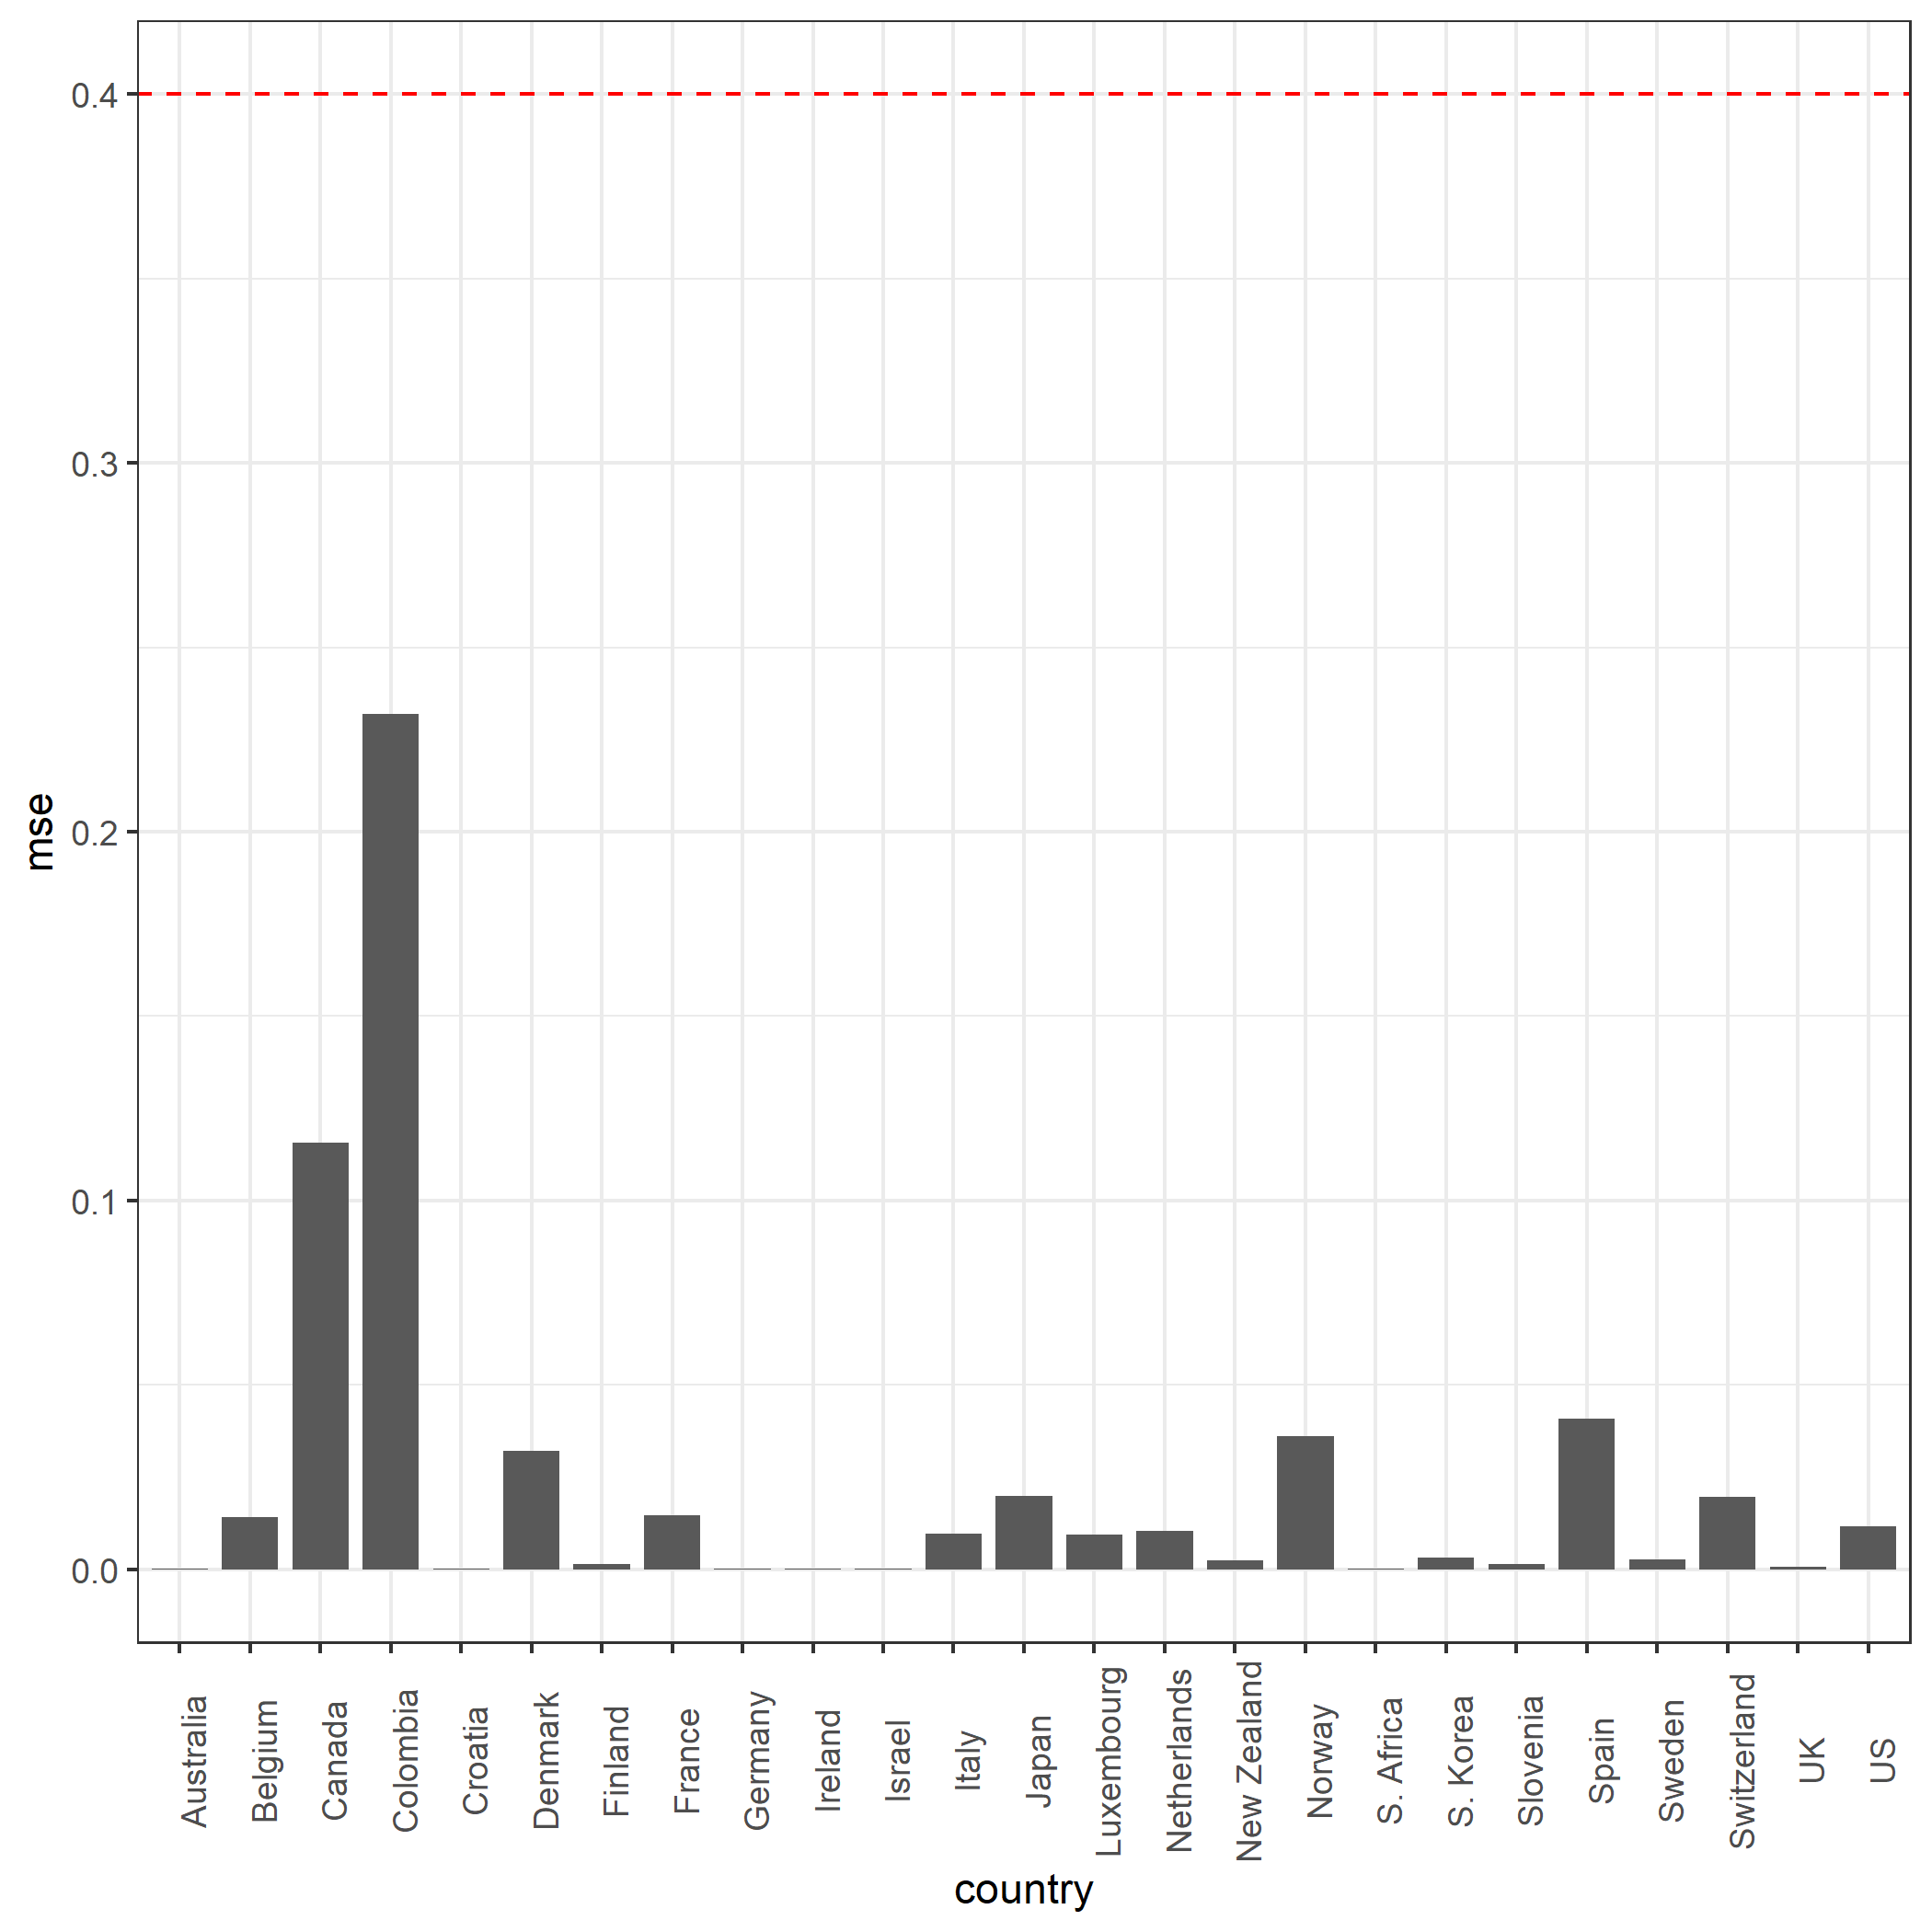 0.4
0.3
0.2
0.1
0.0
mse
Australia
Belgium
Canada
Colombia
Croatia
Denmark
Finland
France
Germany
Ireland
Israel
Italy
Japan
Luxembourg
Netherlands
New Zealand
Norway
S. Africa
S. Korea
Slovenia
Spain
Sweden
Switzerland
UK
US
country